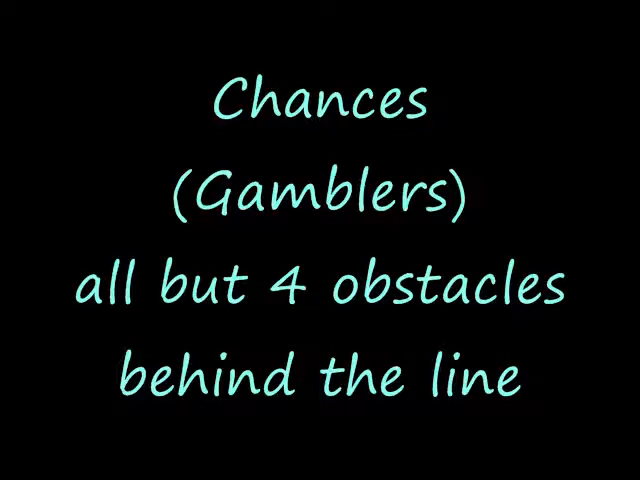 Chances
(Gamblers)
all but 4 obstacles
behind the line